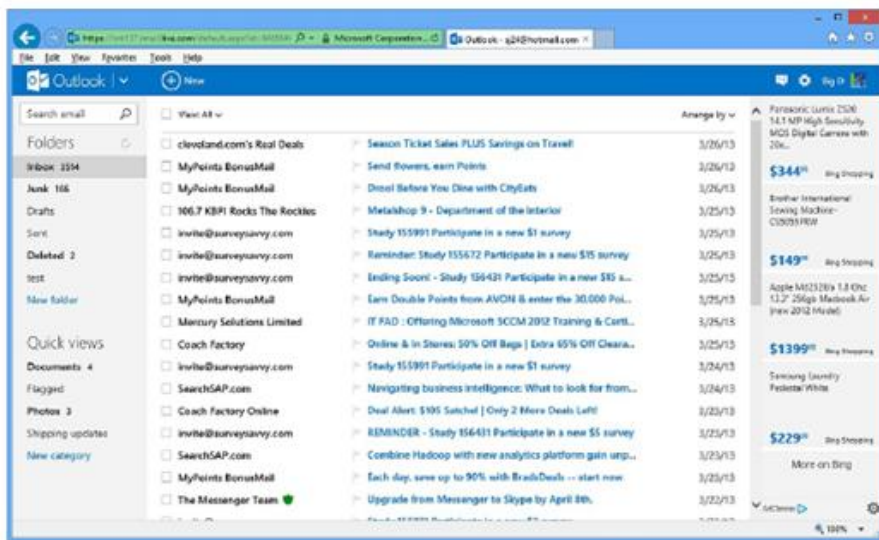 Microsoft Corporation...
Outlook - a24@hotmail.com
File Edit View Favorites Tools Help
Outlook
New
Search email
View: All
Arrange by
Folders
Inbox 3514
Junk 106
Drafts
Sent
Deleted 2
test
New folder
Quick views
Documents 4
Flagged
Photos 3
Shipping updates
New category
cleveland.com's Real Deals Season Ticket Sales PLUS Savings on Travel! 3/26/13
MyPoints BonusMail Send flowers, earn Points 3/26/13
MyPoints BonusMail Drool Before You Dine with CityEats 3/26/13
106.7 KBPI Rocks The Rockies Metalshop 9 - Department of the Interior 3/25/13
invite@surveysavvy.com Study 155991 Participate in a new $1 survey 3/25/13
invite@surveysavvy.com Reminder: Study 155672 Participate in a new $15 survey 3/25/13
invite@surveysavvy.com Ending Soon! - Study 156431 Participate in a new $15 s... 3/25/13
MyPoints BonusMail Earn Double Points from AVON & enter the 30,000 Poi... 3/25/13
Mercury Solutions Limited IT FAD : Offering Microsoft SCCM 2012 Training & Certi... 3/25/13
Coach Factory Online & In Stores: 50% Off Bags | Extra 65% Off Cleara... 3/25/13
invite@surveysavvy.com Study 155991 Participate in a new $1 survey 3/24/13
SearchSAP.com Navigating business intelligence: What to look for from... 3/24/13
Coach Factory Online Deal Alert: $105 Satchel | Only 2 More Deals Left! 3/23/13
invite@surveysavvy.com REMINDER - Study 156431 Participate in a new $5 survey 3/23/13
SearchSAP.com Combine Hadoop with new analytics platform gain unp... 3/23/13
MyPoints BonusMail Each day, save up to 90% with BradsDeals -- start now 3/23/13
The Messenger Team Upgrade from Messenger to Skype by April 8th. 3/22/13
Panasonic Lumix
14.1 MP High Sensitivity
MOS Digital Camera with
20x...
$344 Bing Shopping
Brother International
Sewing Machine-
$149 Bing Shopping
Apple 1.8 Ghz
13.3" 256gb Macbook Air
(new 2012 Model)
$1399 Bing Shopping
Samsung Laundry
Pedestal White
$229 Bing Shopping
More on Bing
AdChoices
100%